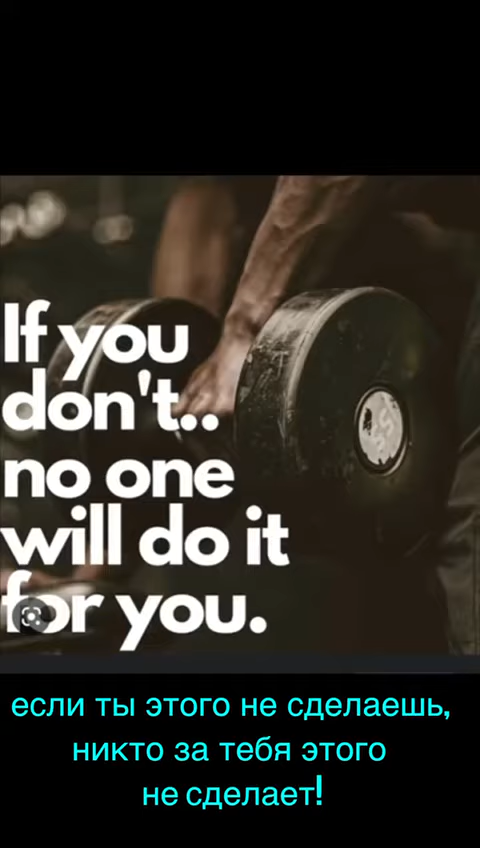 If you
don't..
no one
will do it
for you.
если ты этого не сделаешь,
никто за тебя этого
не сделает!